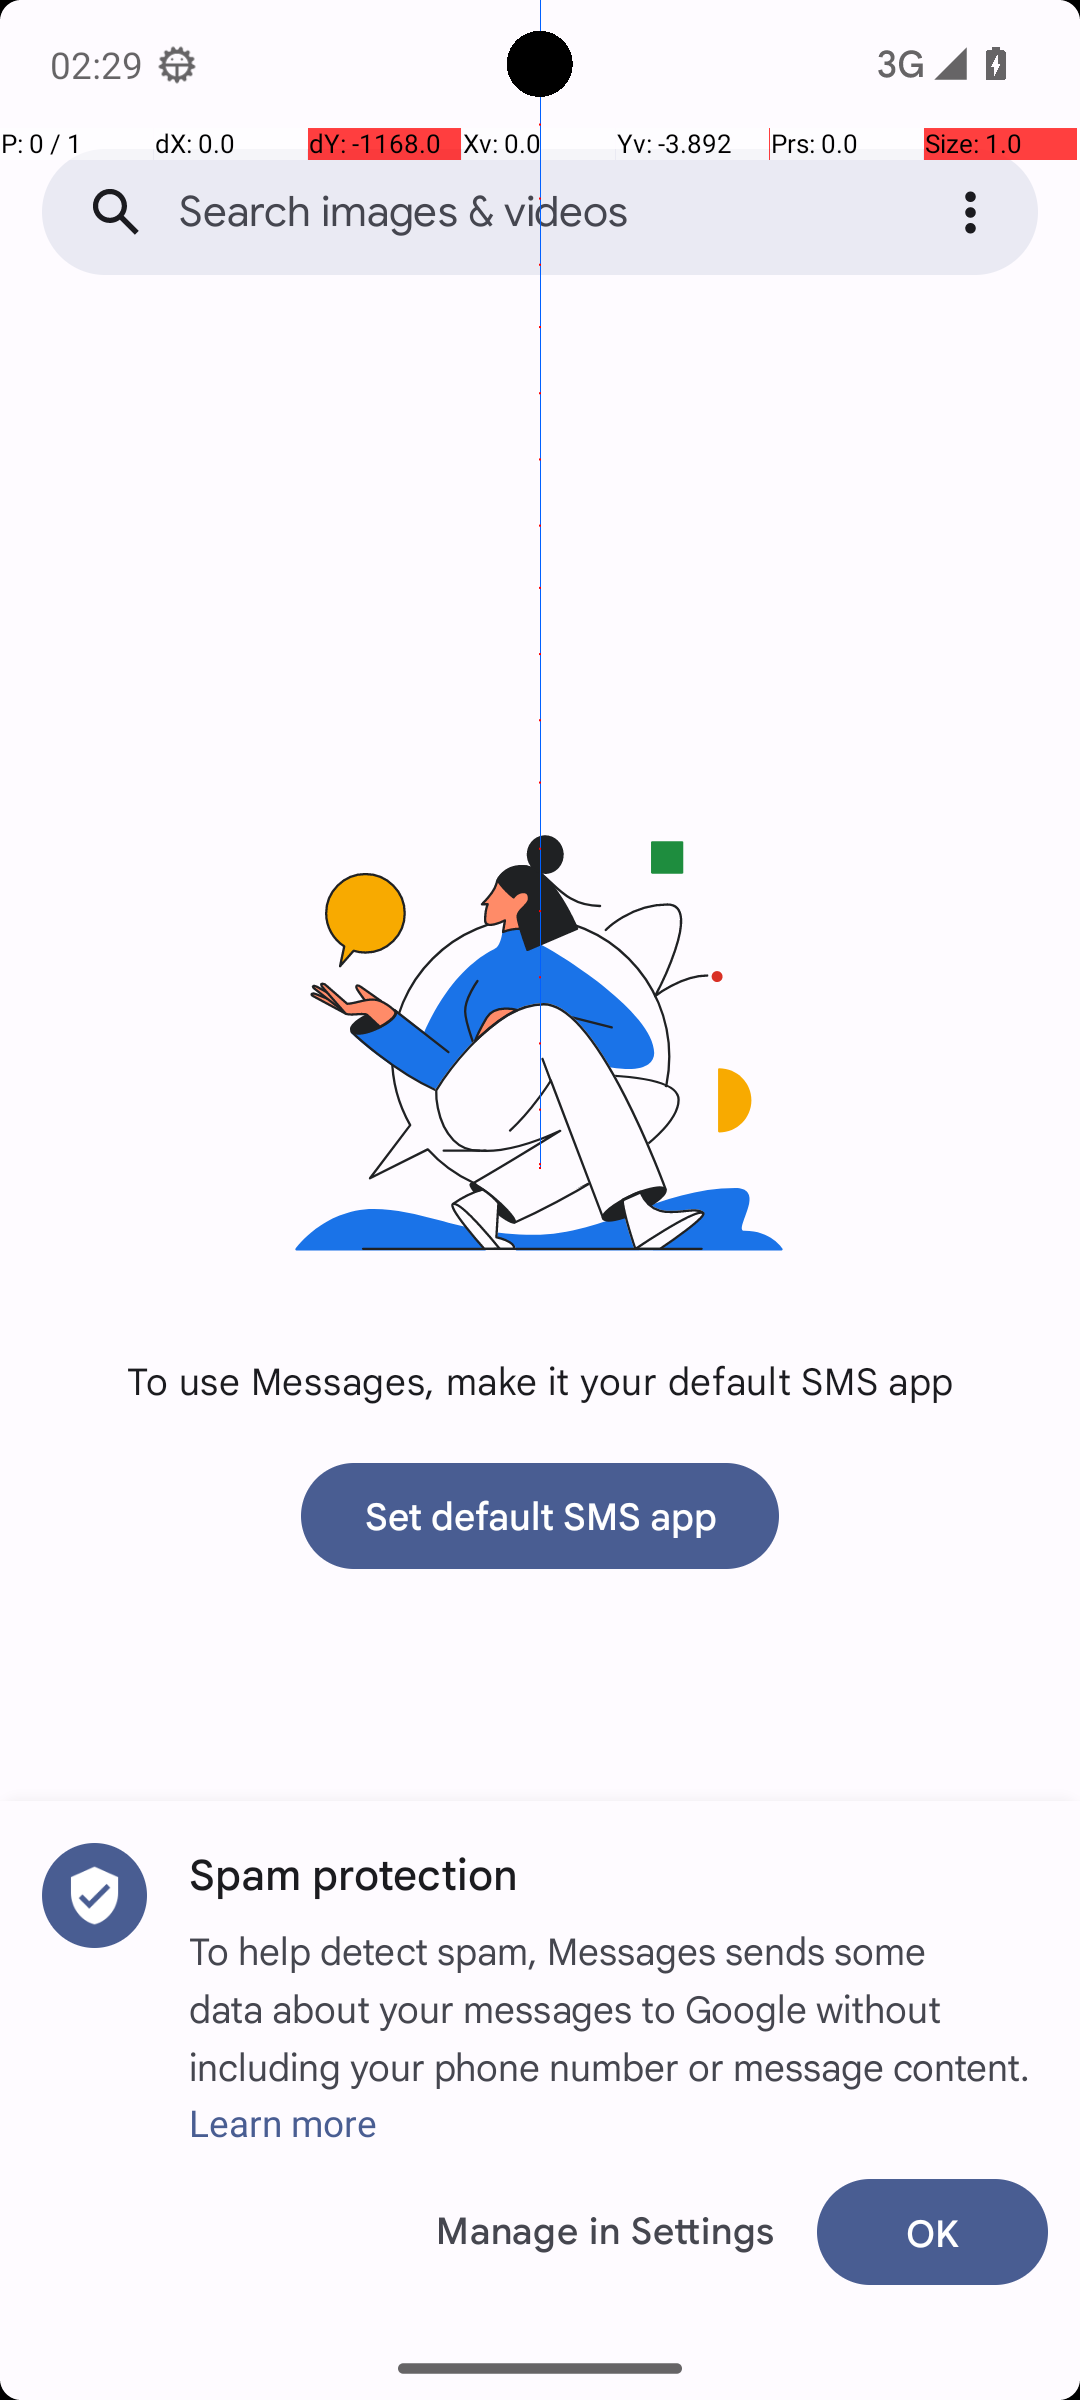 02:29
3G
P: 0 / 1 dX: 0.0 dY: -1168.0 Xv: 0.0 Yv: -3.892 Prs: 0.0 Size: 1.0
Search images & videos
To use Messages, make it your default SMS app
Set default SMS app
Spam protection
To help detect spam, Messages sends some
data about your messages to Google without
including your phone number or message content.
Learn more
Manage in Settings
OK